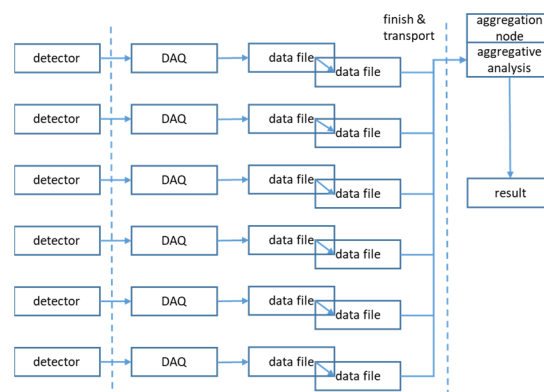 finish &
transport
aggregation
node
aggregative
analysis
detector
DAQ
data file
data file
detector
DAQ
data file
data file
detector
DAQ
data file
data file
result
detector
DAQ
data file
data file
detector
DAQ
data file
data file
detector
DAQ
data file
data file